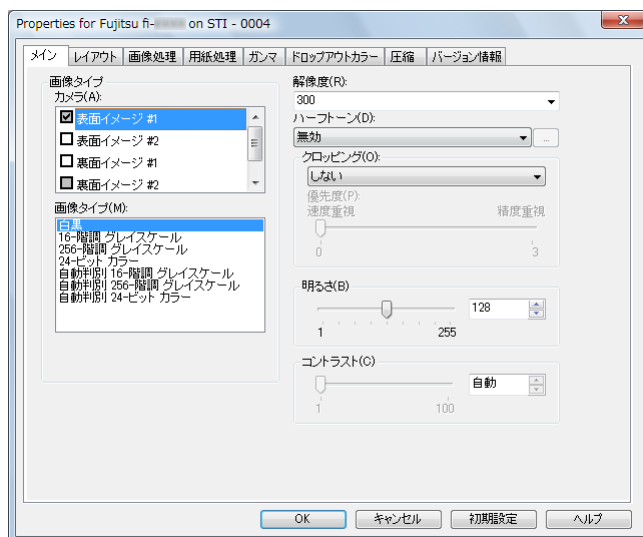 Properties for Fujitsu fi- on STI - 0004
メイン レイアウト 画像処理 用紙処理 ガンマ ドロップアウトカラー 圧縮 バージョン情報
画像タイプ
カメラ(A):
表面イメージ #1
表面イメージ #2
裏面イメージ #1
裏面イメージ #2
画像タイプ(M):
白黒
16-階調 グレイスケール
256-階調 グレイスケール
24-ビット カラー
自動判別 16-階調 グレイスケール
自動判別 256-階調 グレイスケール
自動判別 24-ビット カラー
解像度(R):
300
ハーフトーン(D):
無効 ...
クロッピング(O):
しない
優先度(P):
速度重視 精度重視
0 3
明るさ(B)
128
1 255
コントラスト(C)
自動
1 100
OK キャンセル 初期設定 ヘルプ